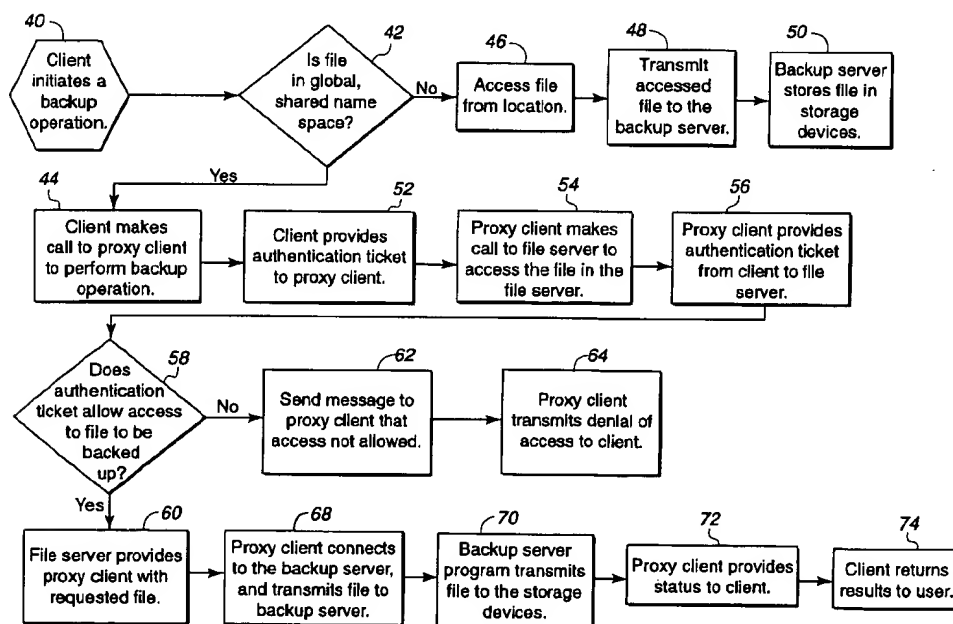 40
Client
initiates a
backup
operation.
42
Is file
in global,
shared name
space?
No
46
Access file
from location.
48
Transmit
accessed
file to the
backup server.
50
Backup server
stores file in
storage
devices.
Yes
44
Client makes
call to proxy client
to perform backup
operation.
52
Client provides
authentication ticket
to proxy client.
54
Proxy client makes
call to file server to
access the file in the
file server.
56
Proxy client provides
authentication ticket
from client to file
server.
58
Does
authentication
ticket allow access
to file to be
backed
up?
No
62
Send message to
proxy client that
access not allowed.
64
Proxy client
transmits denial of
access to client.
Yes
60
File server provides
proxy client with
requested file.
68
Proxy client connects
to the backup server,
and transmits file to
backup server.
70
Backup server
program transmits
file to the storage
devices.
72
Proxy client provides
status to client.
74
Client returns
results to user.